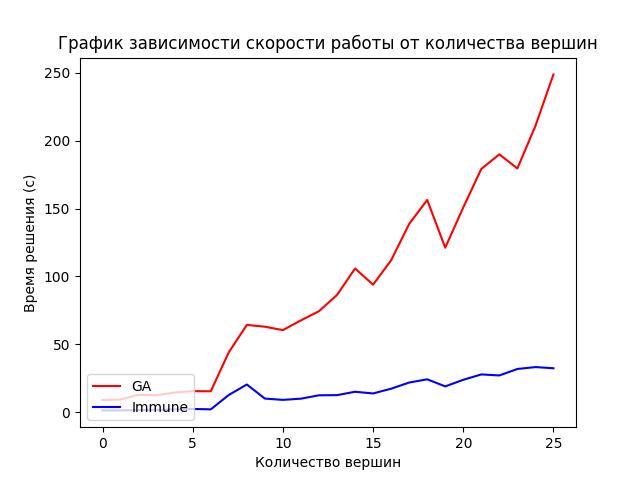 График зависимости скорости работы от количества вершин
250
200
150
100
50
0
Время решения (с)
GA
Immune
0 5 10 15 20 25
Количество вершин